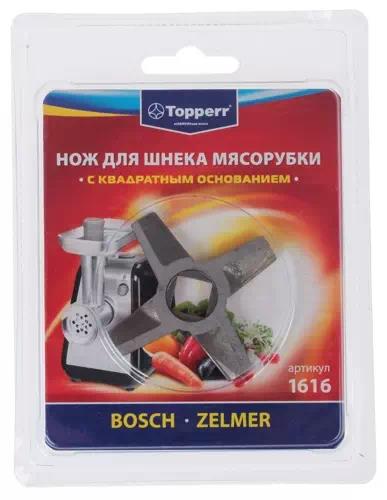 Topperr
НОЖ ДЛЯ ШНЕКА МЯСОРУБКИ
• С КВАДРАТНЫМ ОСНОВАНИЕМ •
артикул
1616
BOSCH · ZELMER